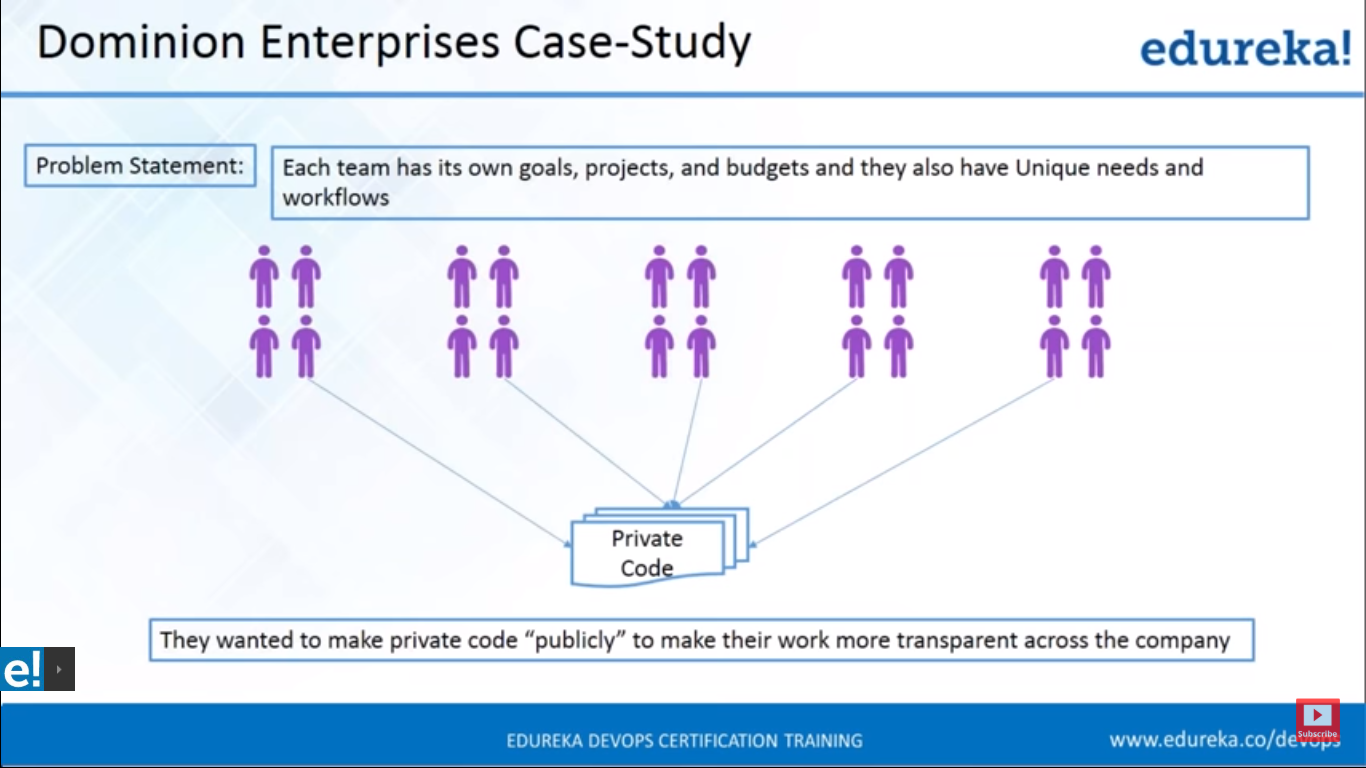 Dominion Enterprises Case-Study
edureka!
Problem Statement:
Each team has its own goals, projects, and budgets and they also have Unique needs and
workflows
Private
Code
They wanted to make private code “publicly” to make their work more transparent across the company
e!
EDUREKA DEVOPS CERTIFICATION TRAINING
www.edureka.co/devops
Subscribe